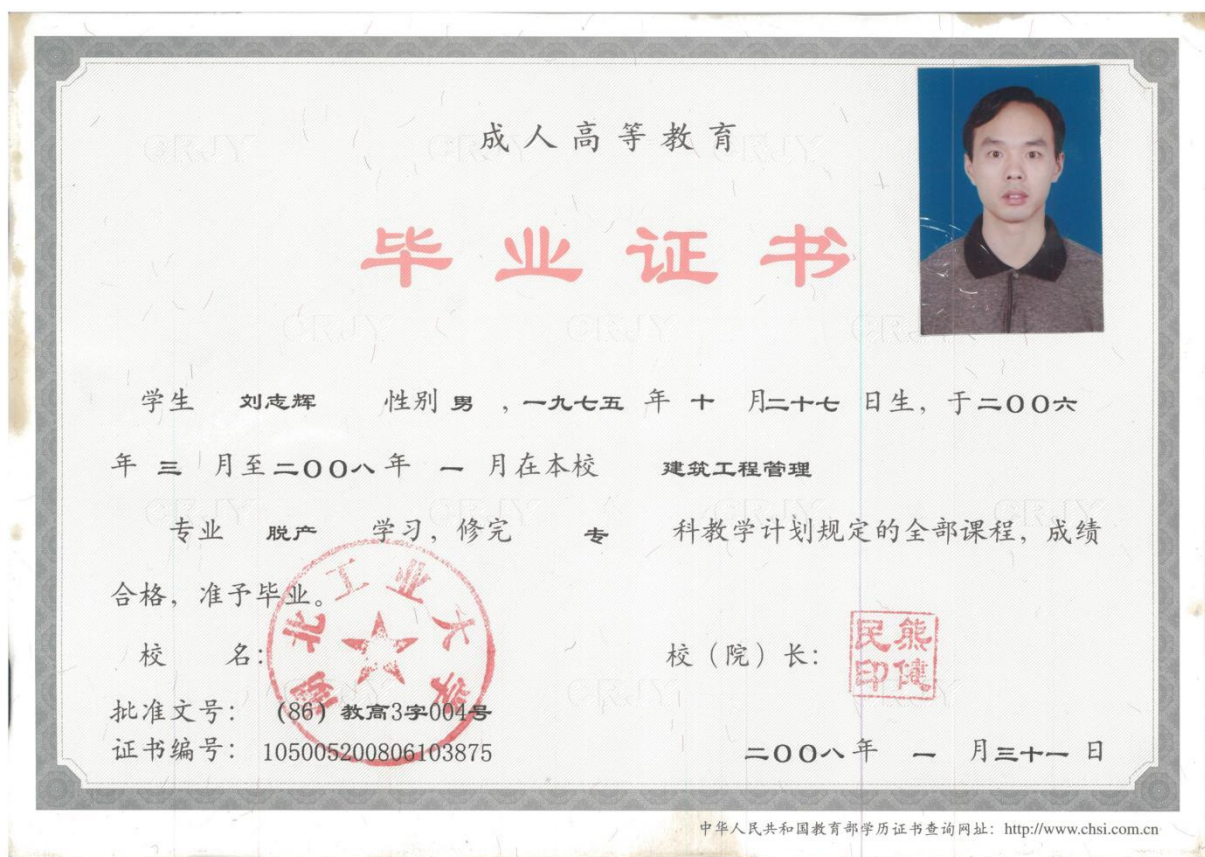 成人高等教育
毕业证书
学生 刘志辉 性别 男 ，一九七五 年 十 月二十七 日生，于二〇〇六
年 三 月至二〇〇八年 一 月在本校 建筑工程管理
专业 脱产 学习，修完 专 科教学计划规定的全部课程，成绩
合格，准予毕业。
湖北工业大学
校 名： 校（院）长：
熊健民印
批准文号： (86) 教高3字004号
证书编号： 105005200806103875 二〇〇八年 一 月三十一 日
中华人民共和国教育部学历证书查询网址：http://www.chsi.com.cn